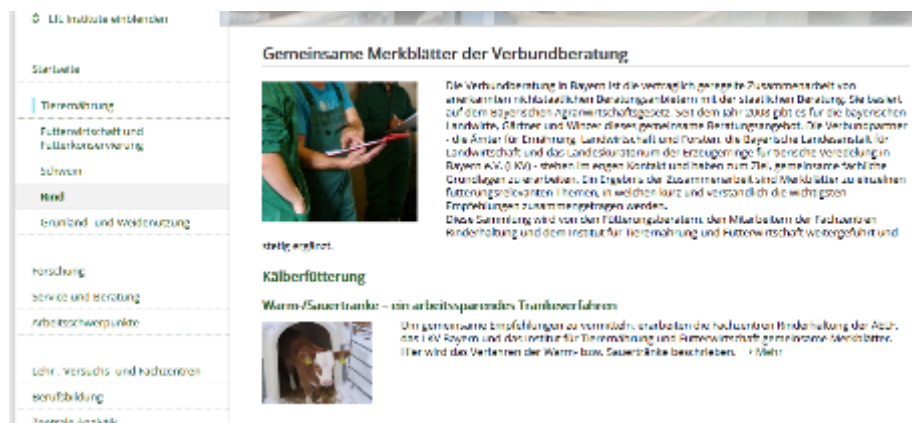 LfL Institute einblenden
Startseite
Tierernährung
Futterwirtschaft und
Futterkonservierung
Schwein
Rind
Grünland und Weidenutzung
Forschung
Service und Beratung
Arbeitsschwerpunkte
Lehr-, Versuchs- und Fachzentren
Berufsbildung
Zentrale Analytik
Gemeinsame Merkblätter der Verbundberatung
Die Verbundberatung in Bayern ist die vertraglich geregelte Zusammenarbeit von
anerkannten nichtstaatlichen Beratungsanbietern mit der staatlichen Beratung. Sie basiert
auf dem Bayerischen Agrarwirtschaftsgesetz. Seit dem Jahr 2008 gibt es für die bayerischen
Landwirte, Gärtner und Winzer dieses gemeinsame Beratungsangebot. Die Verbundpartner
- die Ämter für Ernährung, Landwirtschaft und Forsten, die Bayerische Landesanstalt für
Landwirtschaft und das Landeskuratorium der Erzeugerringe für tierische Veredelung in
Bayern e.V. (LKV) - stehen im engen Kontakt und haben zum Ziel, gemeinsame fachliche
Grundlagen zu erarbeiten. Ein Ergebnis der Zusammenarbeit sind Merkblätter zu einzelnen
fütterungsrelevanten Themen, in welchen kurz und verständlich die wichtigsten
Empfehlungen zusammengetragen werden.
Diese Sammlung wird von den Fütterungsberatern, den Mitarbeitern der Fachzentren
Rinderhaltung und dem Institut für Tierernährung und Futterwirtschaft weitergeführt und
stetig ergänzt.
Kälberfütterung
Warm-/Sauertränke – ein arbeitssparendes Tränkeverfahren
Um gemeinsame Empfehlungen zu vermitteln, erarbeiten die Fachzentren Rinderhaltung der AELF,
das LKV Bayern und das Institut für Tierernährung und Futterwirtschaft gemeinsame Merkblätter.
Hier wird das Verfahren der Warm- bzw. Sauertränke beschrieben. Mehr